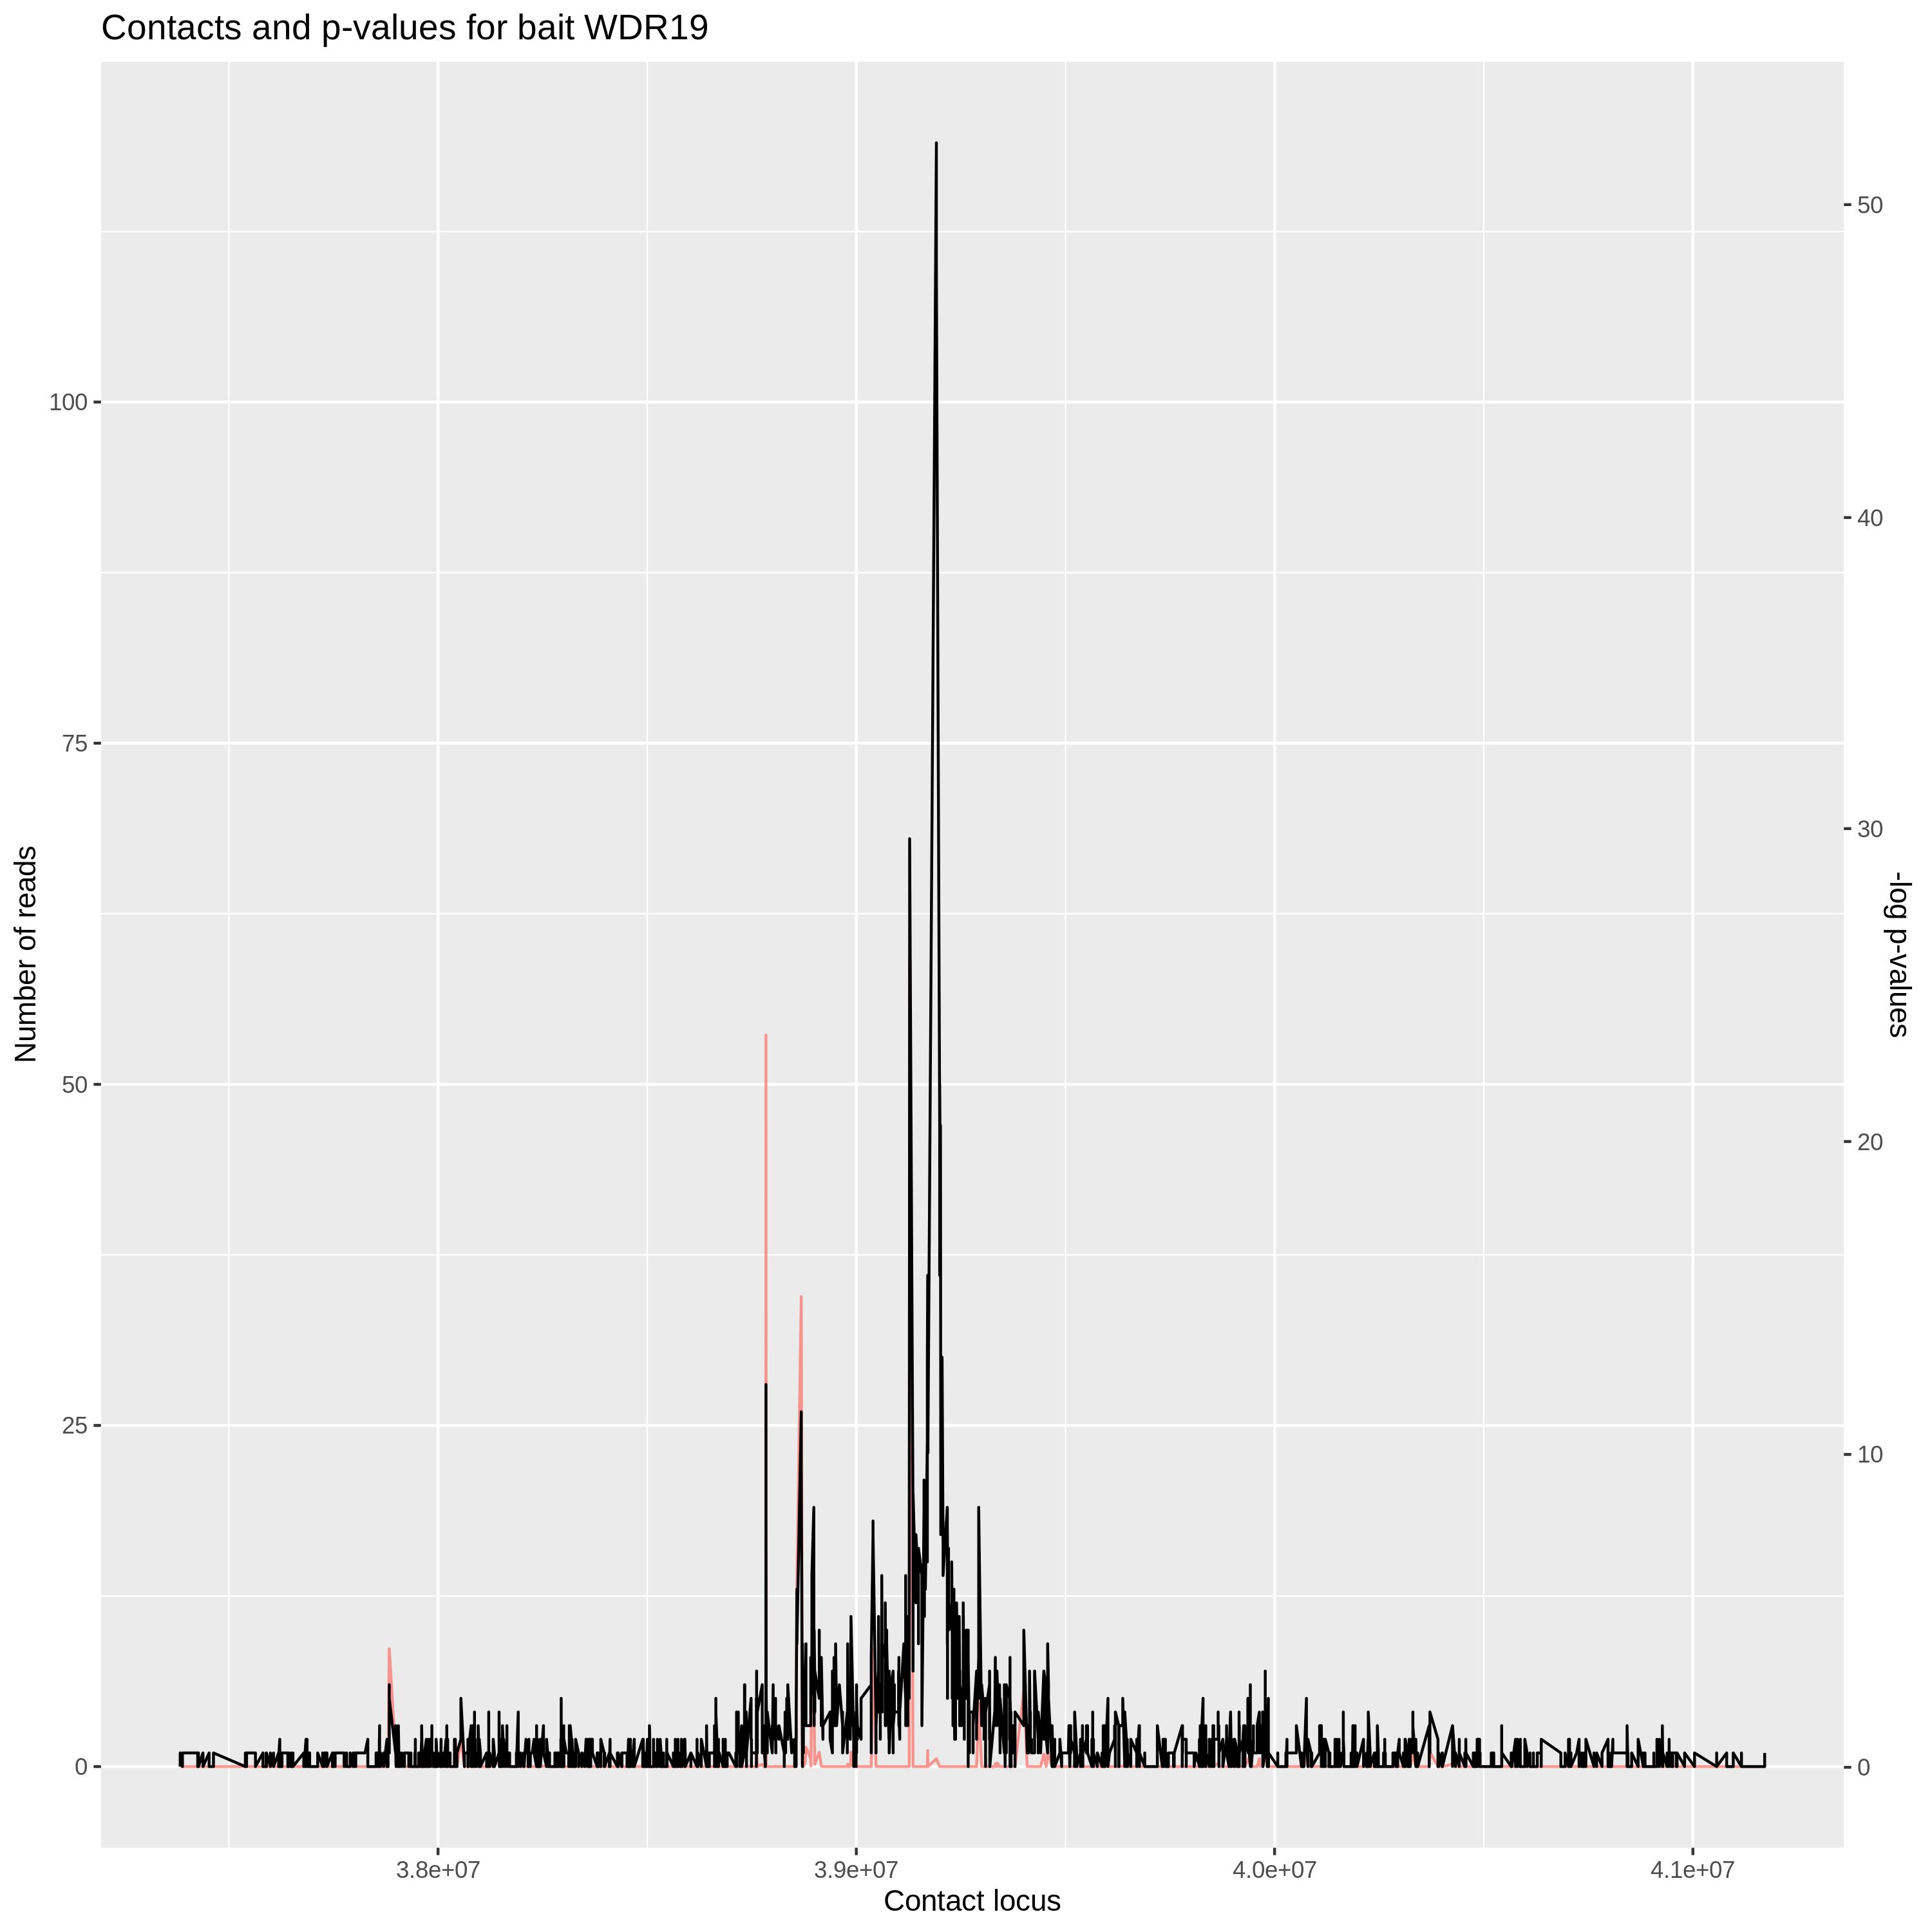 Contacts and p-values for bait WDR19
Number of reads
100
75
50
25
0
50
40
30
20
10
0
-log p-values
3.8e+07
3.9e+07
4.0e+07
4.1e+07
Contact locus